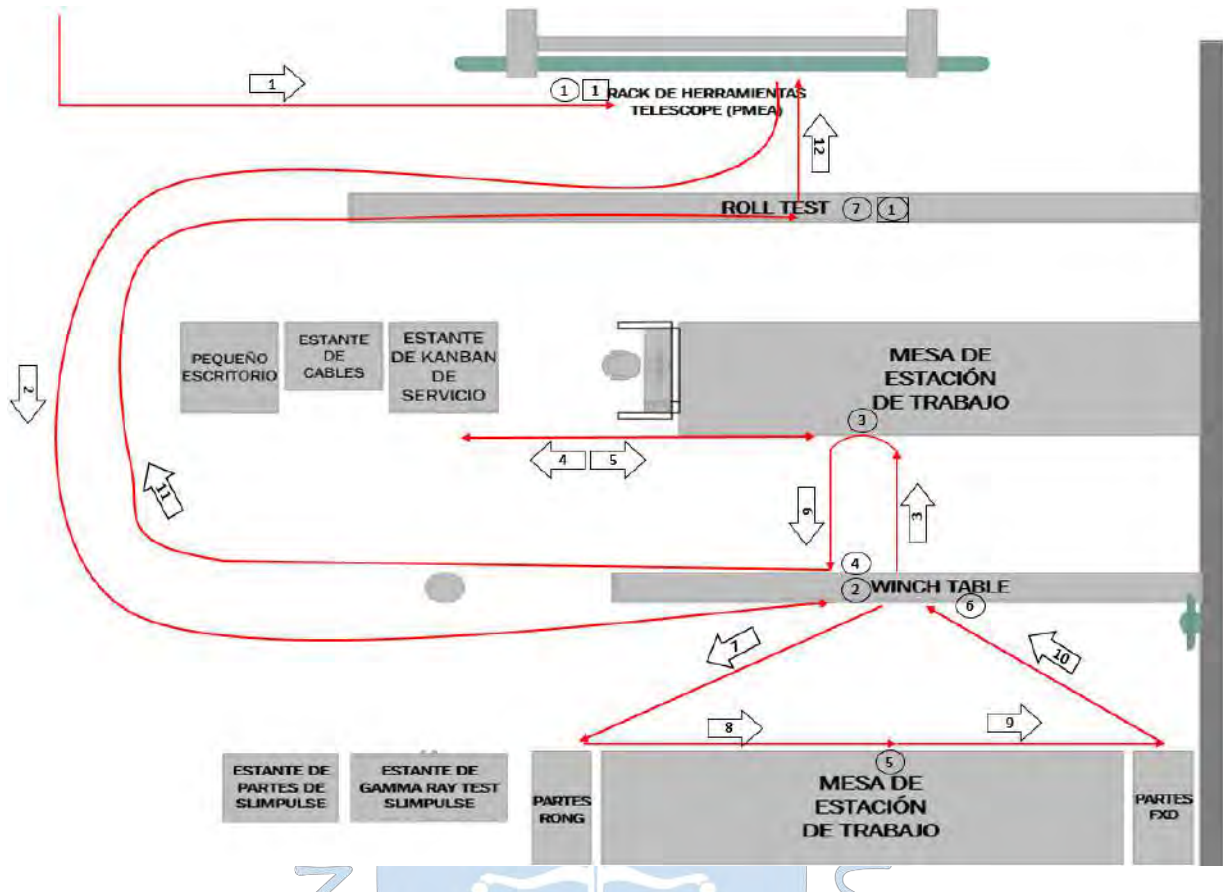 1
1 1 RACK DE HERRAMIENTAS
TELESCOPE (PMEA)
12
ROLL TEST 7 1
2
PEQUEÑO
ESCRITORIO
ESTANTE
DE
CABLES
ESTANTE
DE KANBAN
DE
SERVICIO
MESA DE
ESTACIÓN
DE TRABAJO
3
4 5
11
6
3
4
2 WINCH TABLE
6
7
10
8
9
ESTANTE DE
PARTES DE
SLIMPULSE
ESTANTE DE
GAMMA RAY TEST
SLIMPULSE
PARTES
RONG
5
MESA DE
ESTACIÓN
DE TRABAJO
PARTES
FXD